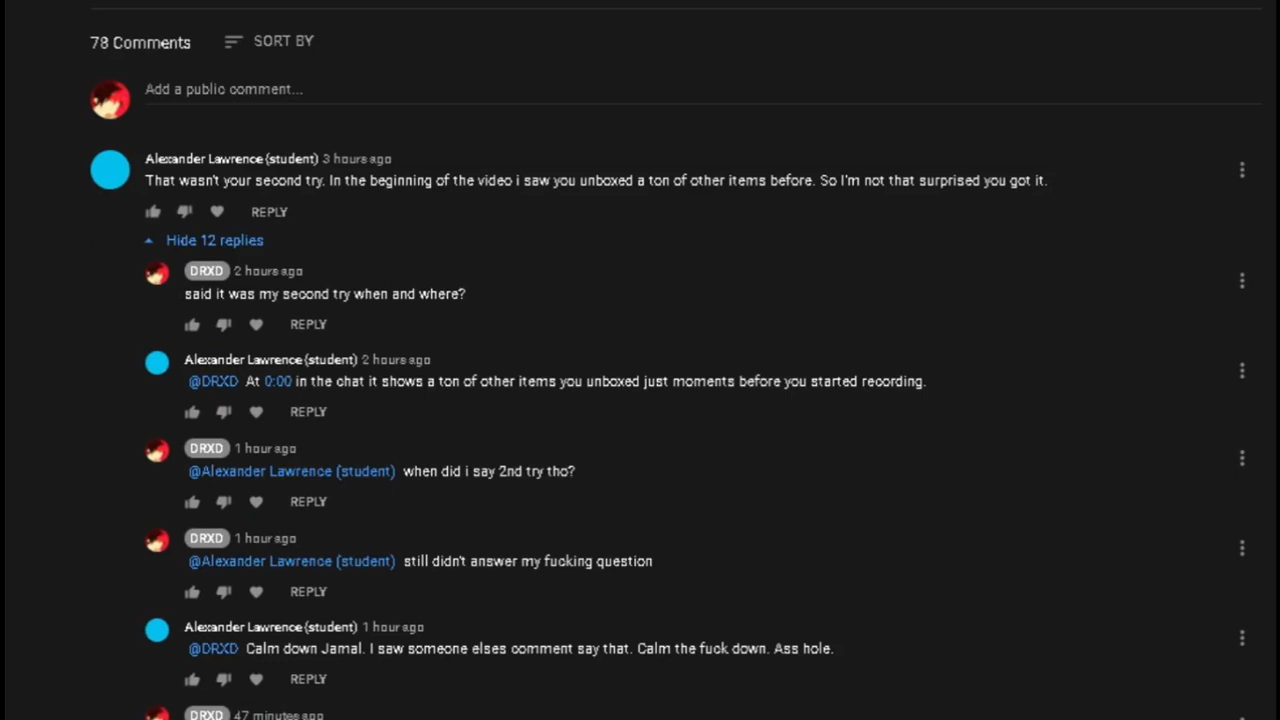 78 Comments SORT BY
Add a public comment...
Alexander Lawrence (student) 3 hours ago
That wasn't your second try. In the beginning of the video i saw you unboxed a ton of other items before. So I'm not that surprised you got it.
REPLY
Hide 12 replies
DRXD 2 hours ago
said it was my second try when and where?
REPLY
Alexander Lawrence (student) 2 hours ago
@DRXD At 0:00 in the chat it shows a ton of other items you unboxed just moments before you started recording.
REPLY
DRXD 1 hour ago
@Alexander Lawrence (student) when did i say 2nd try tho?
REPLY
DRXD 1 hour ago
@Alexander Lawrence (student) still didn't answer my fucking question
REPLY
Alexander Lawrence (student) 1 hour ago
@DRXD Calm down Jamal. I saw someone elses comment say that. Calm the fuck down. Ass hole.
REPLY
DRXD 47 minutes ago